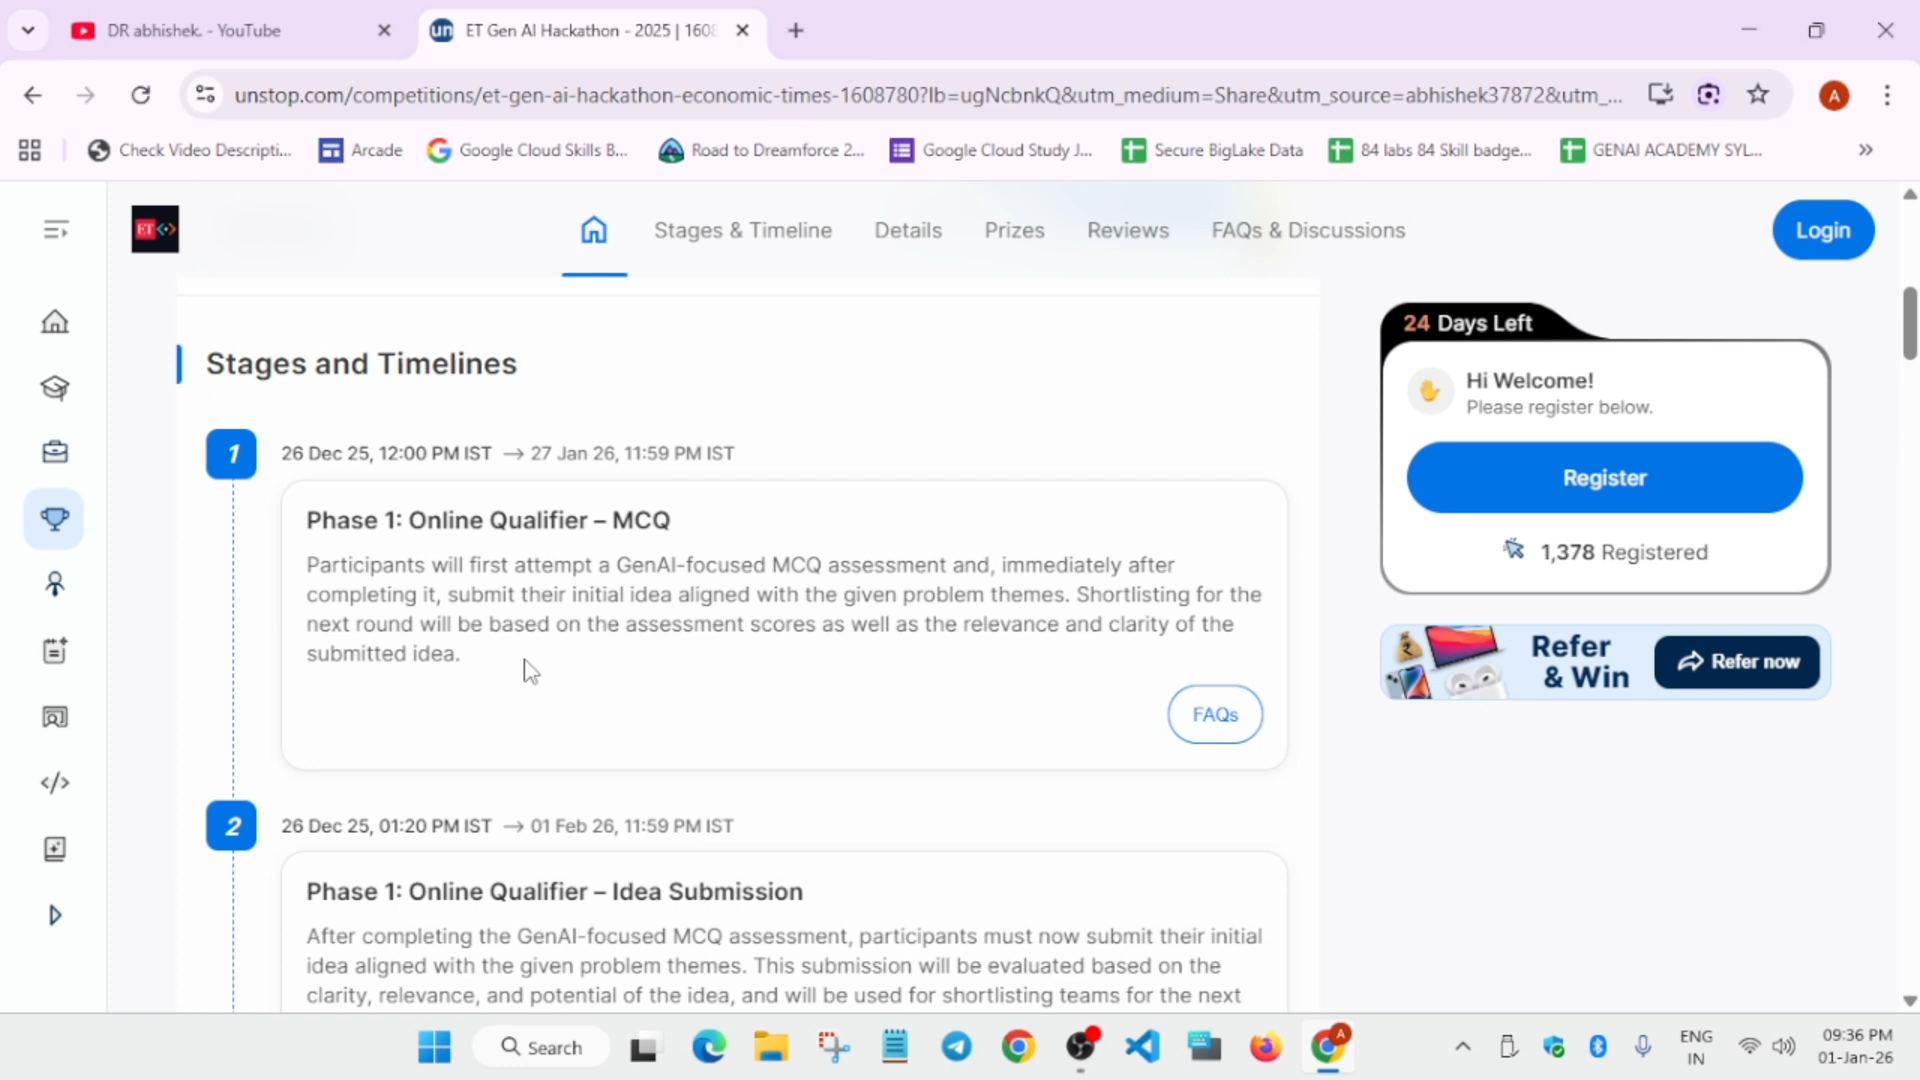 DR abhishek. - YouTube
ET Gen AI Hackathon - 2025 | 1608
unstop.com/competitions/et-gen-ai-hackathon-economic-times-1608780?lb=ugNcbnkQ&utm_medium=Share&utm_source=abhishek37872&utm_...
A
Check Video Descripti...
Arcade
Google Cloud Skills B...
Road to Dreamforce 2...
Google Cloud Study J...
Secure BigLake Data
84 labs 84 Skill badge...
GENAI ACADEMY SYL...
ET
Stages & Timeline
Details
Prizes
Reviews
FAQs & Discussions
Login
24 Days Left
Hi Welcome!
Please register below.
Register
1,378 Registered
Refer
& Win
Refer now
Stages and Timelines
1
26 Dec 25, 12:00 PM IST → 27 Jan 26, 11:59 PM IST
Phase 1: Online Qualifier – MCQ
Participants will first attempt a GenAI-focused MCQ assessment and, immediately after
completing it, submit their initial idea aligned with the given problem themes. Shortlisting for the
next round will be based on the assessment scores as well as the relevance and clarity of the
submitted idea.
FAQs
2
26 Dec 25, 01:20 PM IST → 01 Feb 26, 11:59 PM IST
Phase 1: Online Qualifier – Idea Submission
After completing the GenAI-focused MCQ assessment, participants must now submit their initial
idea aligned with the given problem themes. This submission will be evaluated based on the
clarity, relevance, and potential of the idea, and will be used for shortlisting teams for the next
Search
A
ENG
IN
09:36 PM
01-Jan-26